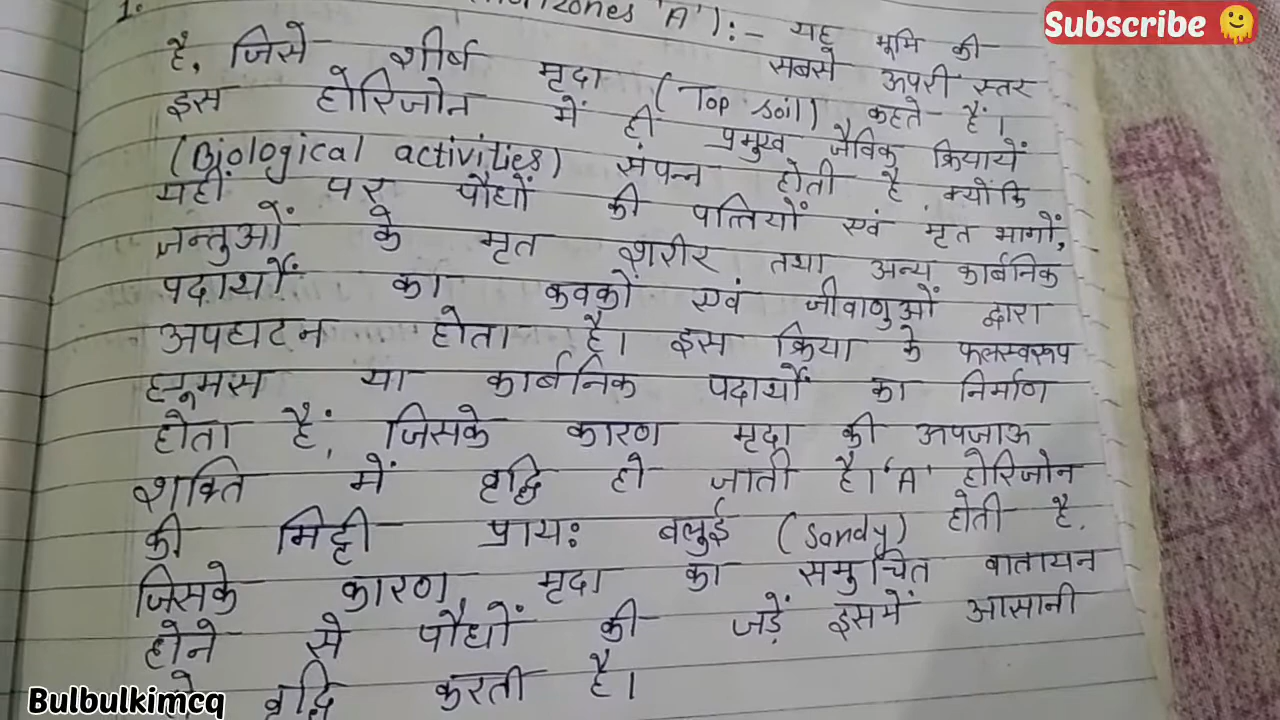 Subscribe
1. 'A') :- यह भूमि की
सबसे ऊपरी स्तर
है, जिसे शीर्ष मृदा (Top soil) कहते हैं।
इस होरिजोन में ही प्रमुख जैविक क्रियायें
(Biological activities) संपन्न होती है, क्योंकि
यहीं पर पौधों की पत्तियों एवं मृत भागों,
जन्तुओं के मृत शरीर तथा अन्य कार्बनिक
पदार्थों का कवकों एवं जीवाणुओं द्वारा
अपघटन होता है। इस क्रिया के फलस्वरूप
ह्यूमस या कार्बनिक पदार्थों का निर्माण
होता है, जिसके कारण मृदा की उपजाऊ
शक्ति में वृद्धि हो जाती है। 'A' होरिजोन
की मिट्टी प्रायः बलुई (sandy) होती है.
जिसके कारण मृदा का समुचित वातायन
होने से पौधों की जड़ें इसमें आसानी
से वृद्धि करती है।
Bulbulkimcq